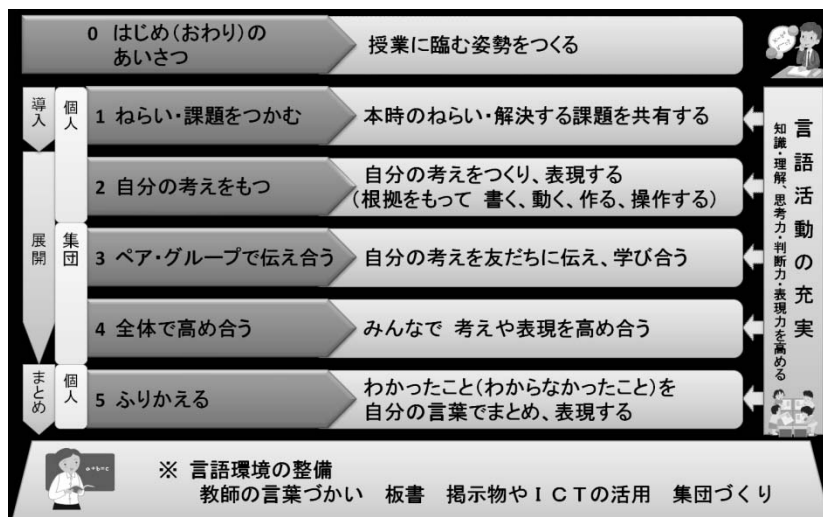 0 はじめ(おわり)の
あいさつ
授業に臨む姿勢をつくる
導入
個人
1 ねらい・課題をつかむ
本時のねらい・解決する課題を共有する
2 自分の考えをもつ
自分の考えをつくり、表現する
(根拠をもって 書く、動く、作る、操作する)
展開
集団
3 ペア・グループで伝え合う
自分の考えを友だちに伝え、学び合う
4 全体で高め合う
みんなで 考えや表現を高め合う
まとめ
個人
5 ふりかえる
わかったこと(わからなかったこと)を
自分の言葉でまとめ、表現する
言語活動の充実
知識・理解、思考力・判断力・表現力を高める
a+b=c
※ 言語環境の整備
教師の言葉づかい 板書 掲示物やICTの活用 集団づくり